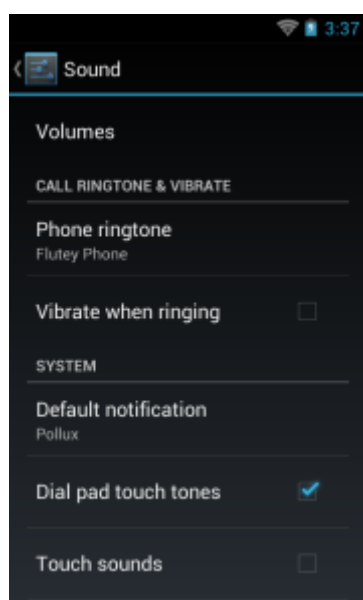 3:37
Sound
Volumes
CALL RINGTONE & VIBRATE
Phone ringtone
Flutey Phone
Vibrate when ringing
SYSTEM
Default notification
Pollux
Dial pad touch tones
Touch sounds